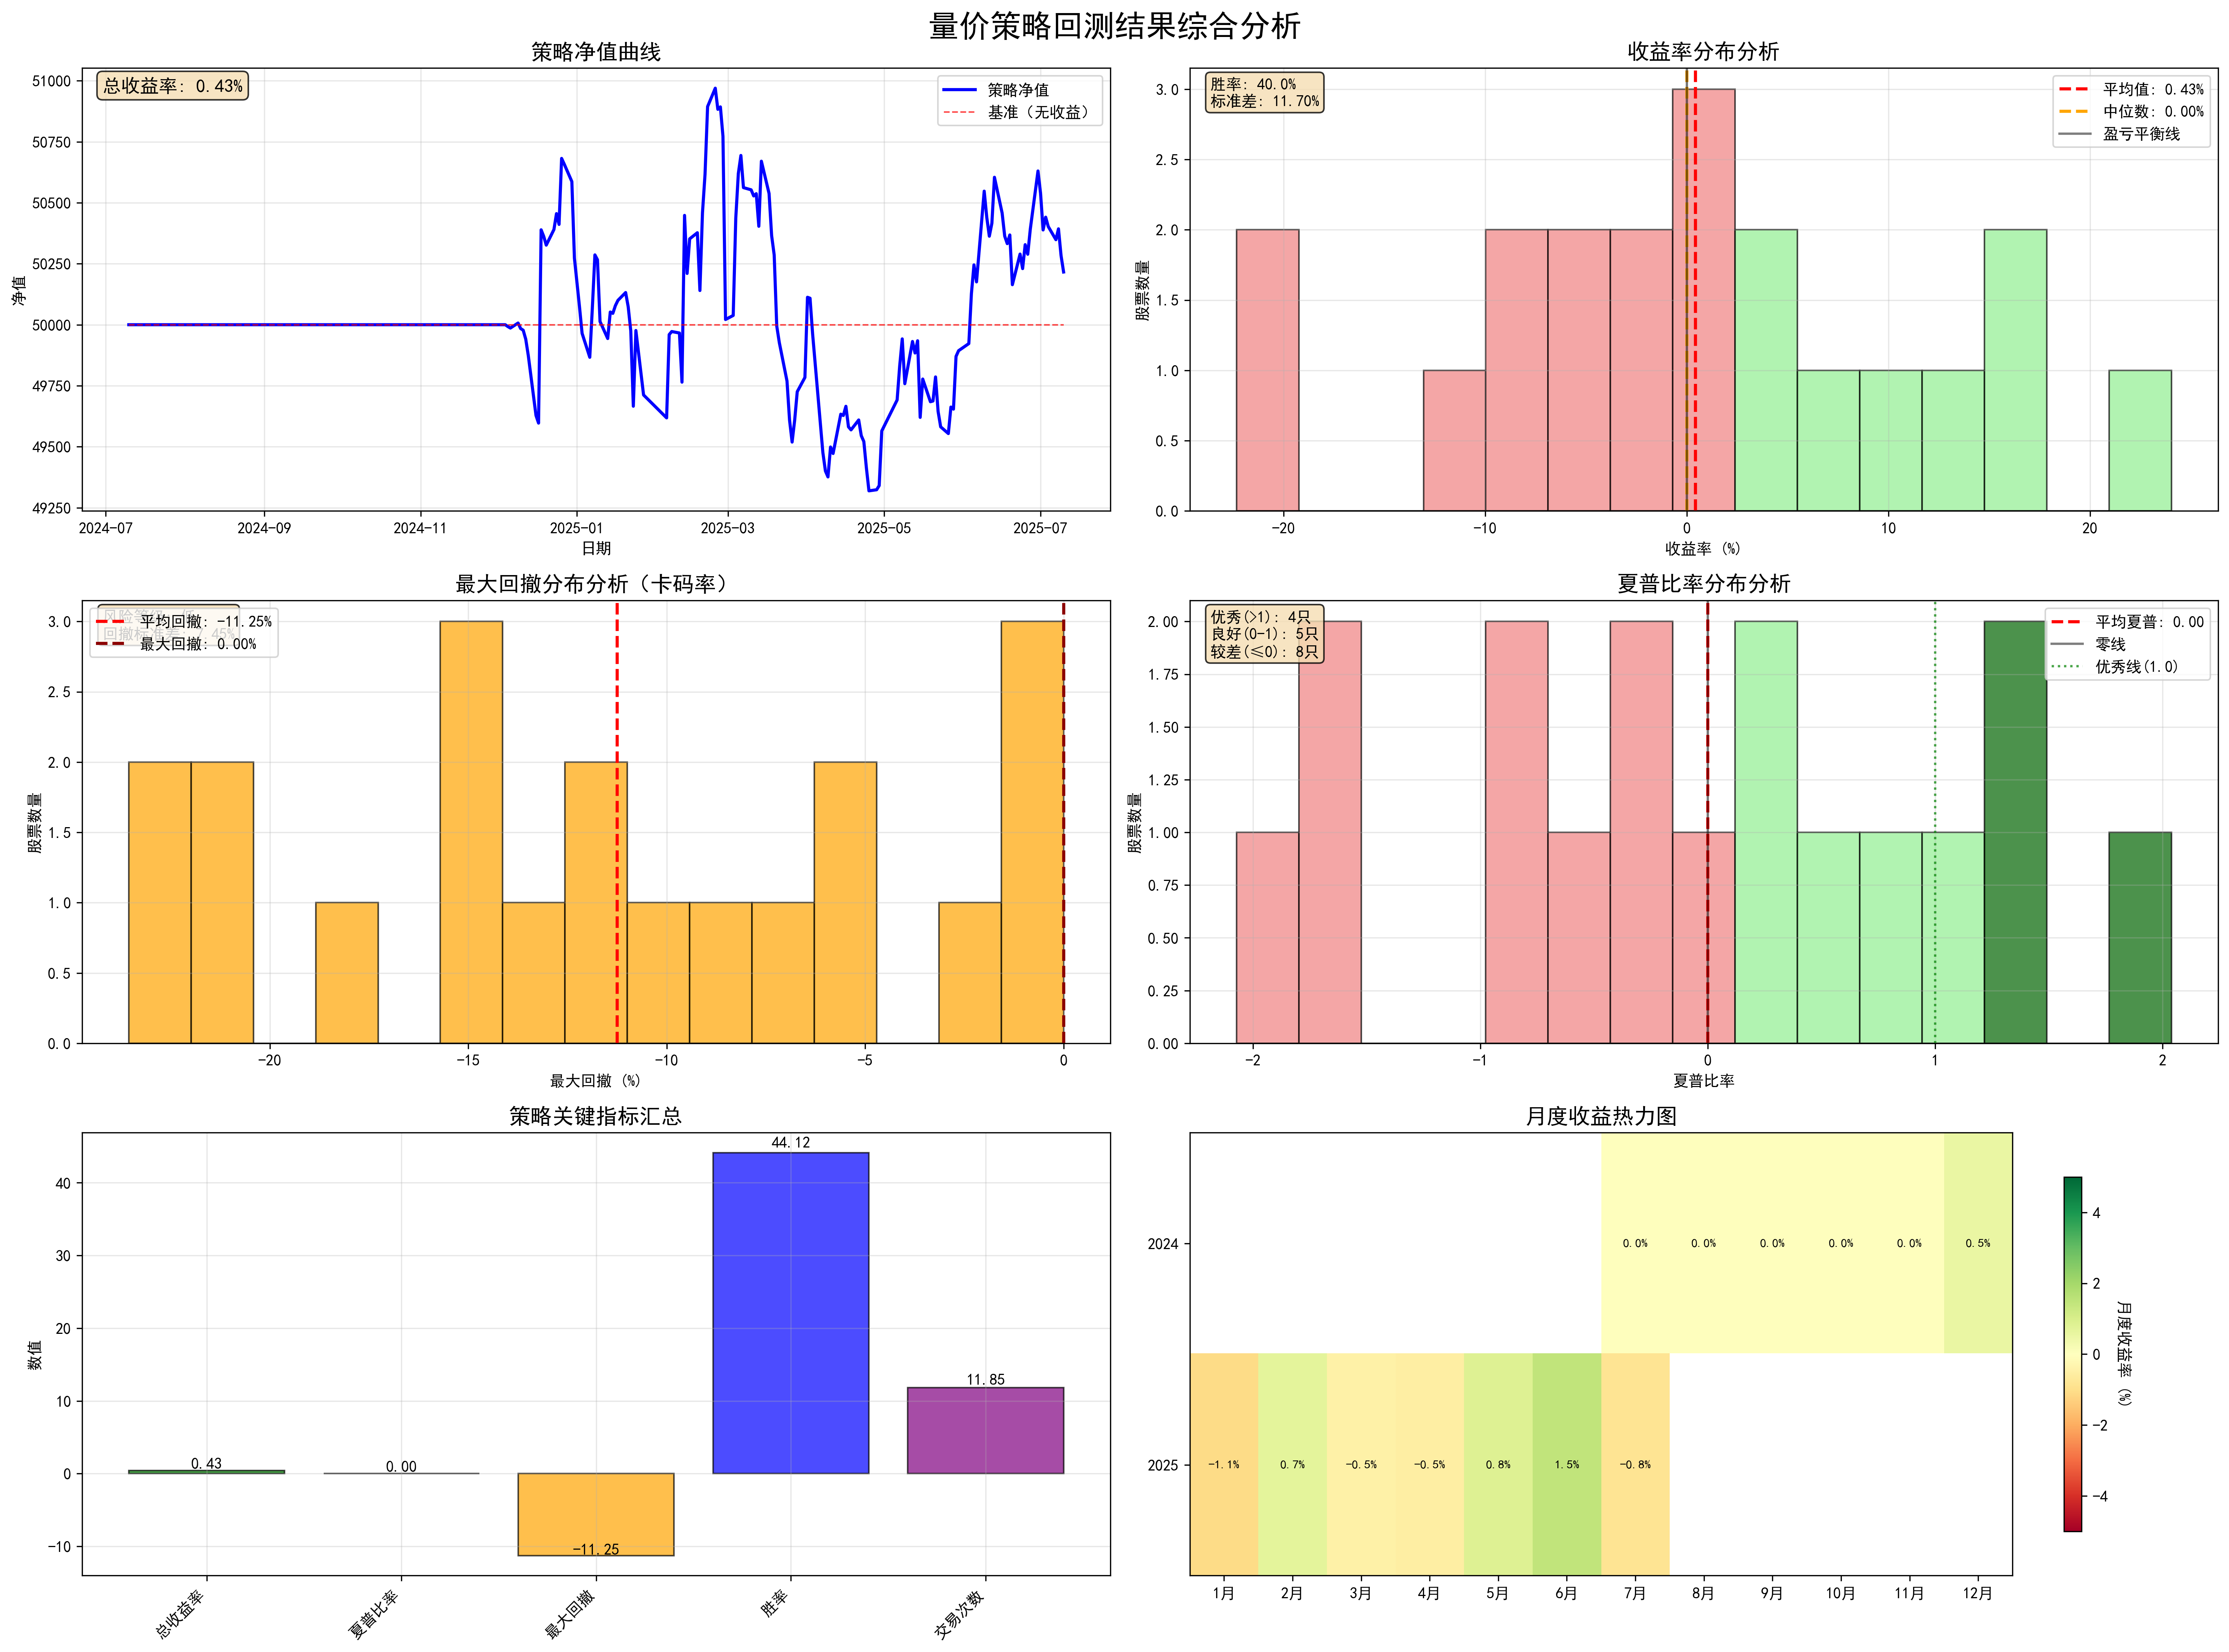 量价策略回测结果综合分析
策略净值曲线
总收益率: 0.43%
策略净值
基准（无收益）
净值
51000
50750
50500
50250
50000
49750
49500
49250
2024-07
2024-09
2024-11
2025-01
2025-03
2025-05
2025-07
日期
收益率分布分析
胜率: 40.0%
标准差: 11.70%
平均值: 0.43%
中位数: 0.00%
盈亏平衡线
股票数量
3.0
2.5
2.0
1.5
1.0
0.5
0.0
-20
-10
0
10
20
收益率 (%)
最大回撤分布分析（卡码率）
平均回撤: -11.25%
最大回撤: 0.00%
股票数量
3.0
2.5
2.0
1.5
1.0
0.5
0.0
-20
-15
-10
-5
0
最大回撤 (%)
夏普比率分布分析
优秀(>1): 4只
良好(0-1): 5只
较差(≤0): 8只
平均夏普: 0.00
零线
优秀线(1.0)
股票数量
2.00
1.75
1.50
1.25
1.00
0.75
0.50
0.25
0.00
-2
-1
0
1
2
夏普比率
策略关键指标汇总
数值
40
30
20
10
0
-10
0.43
0.00
-11.25
44.12
11.85
总收益率
夏普比率
最大回撤
胜率
交易次数
月度收益热力图
2024
0.0%
0.0%
0.0%
0.0%
0.0%
0.5%
2025
-1.1%
0.7%
-0.5%
-0.5%
0.8%
1.5%
-0.8%
1月
2月
3月
4月
5月
6月
7月
8月
9月
10月
11月
12月
4
2
0
-2
-4
月度收益率 (%)